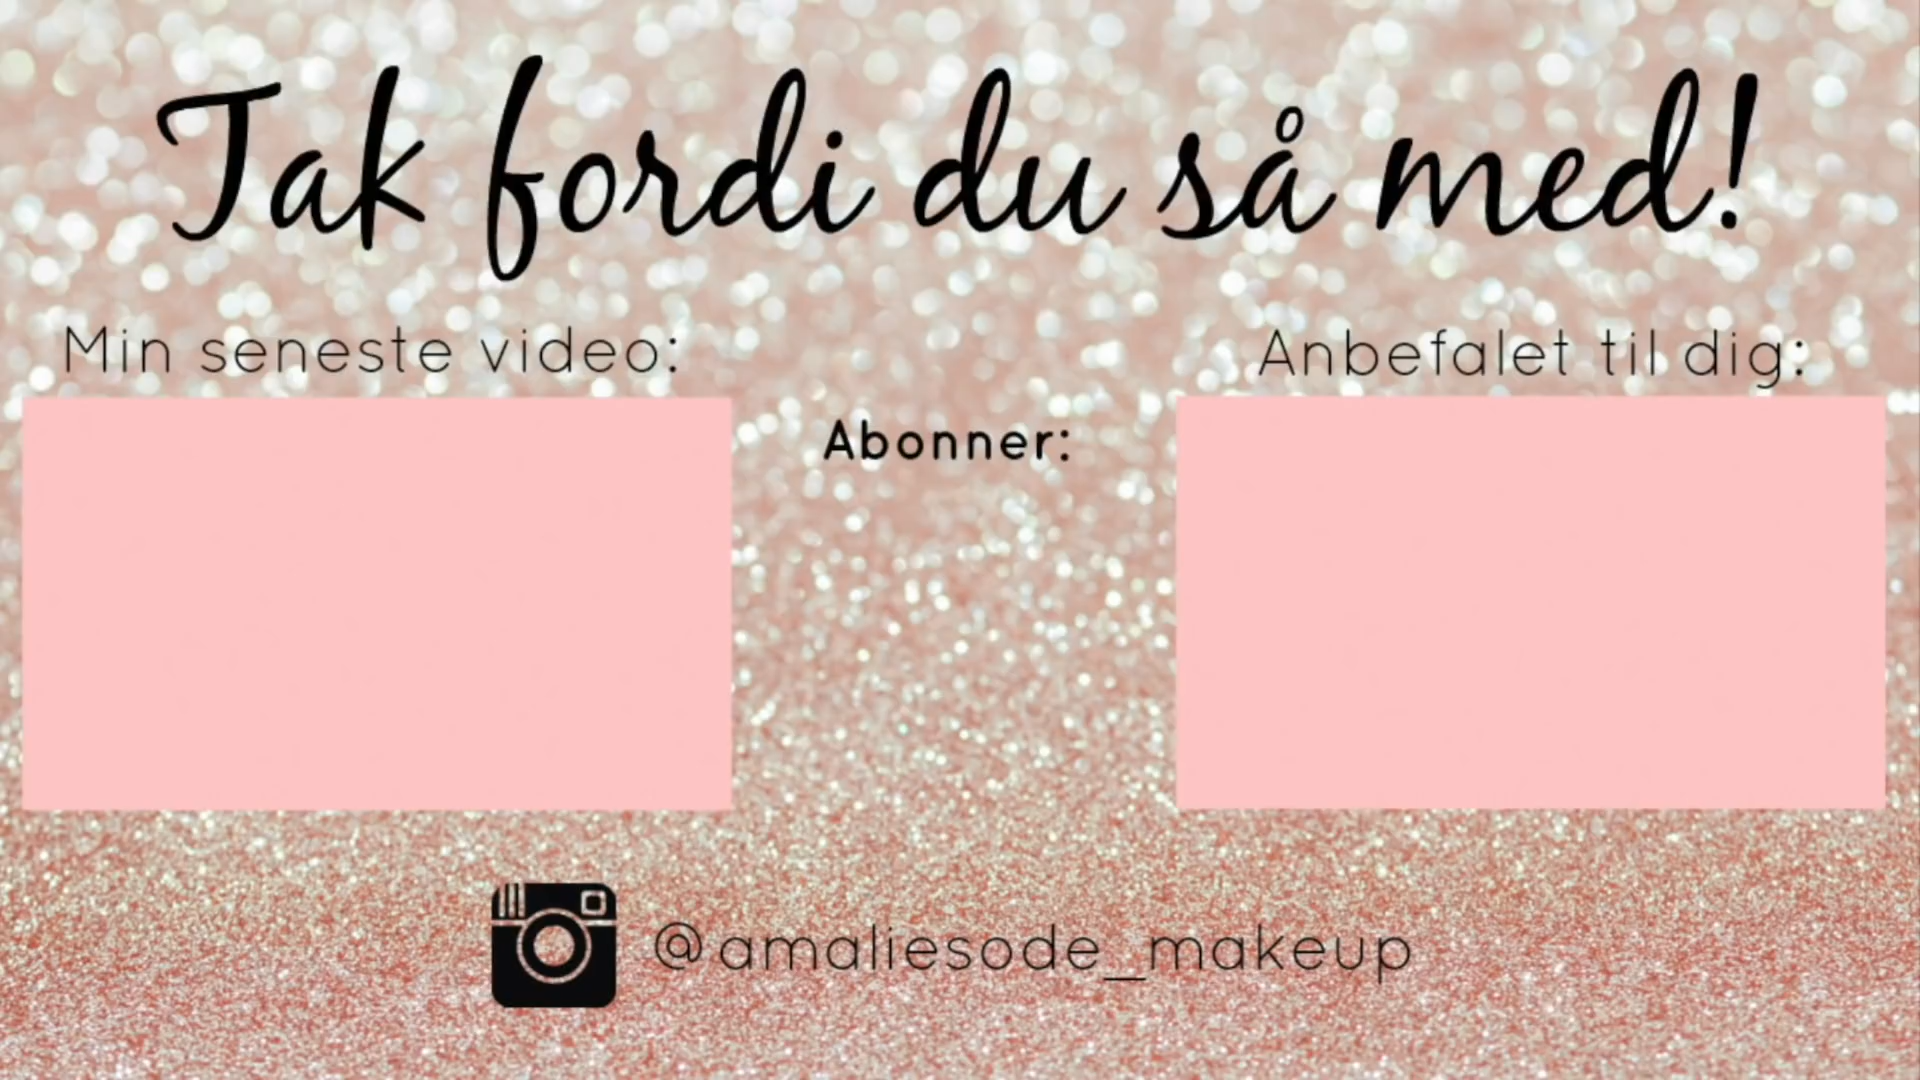 Tak fordi du så med!
Min seneste video:
Anbefalet til dig:
Abonner:
@amaliesode_makeup